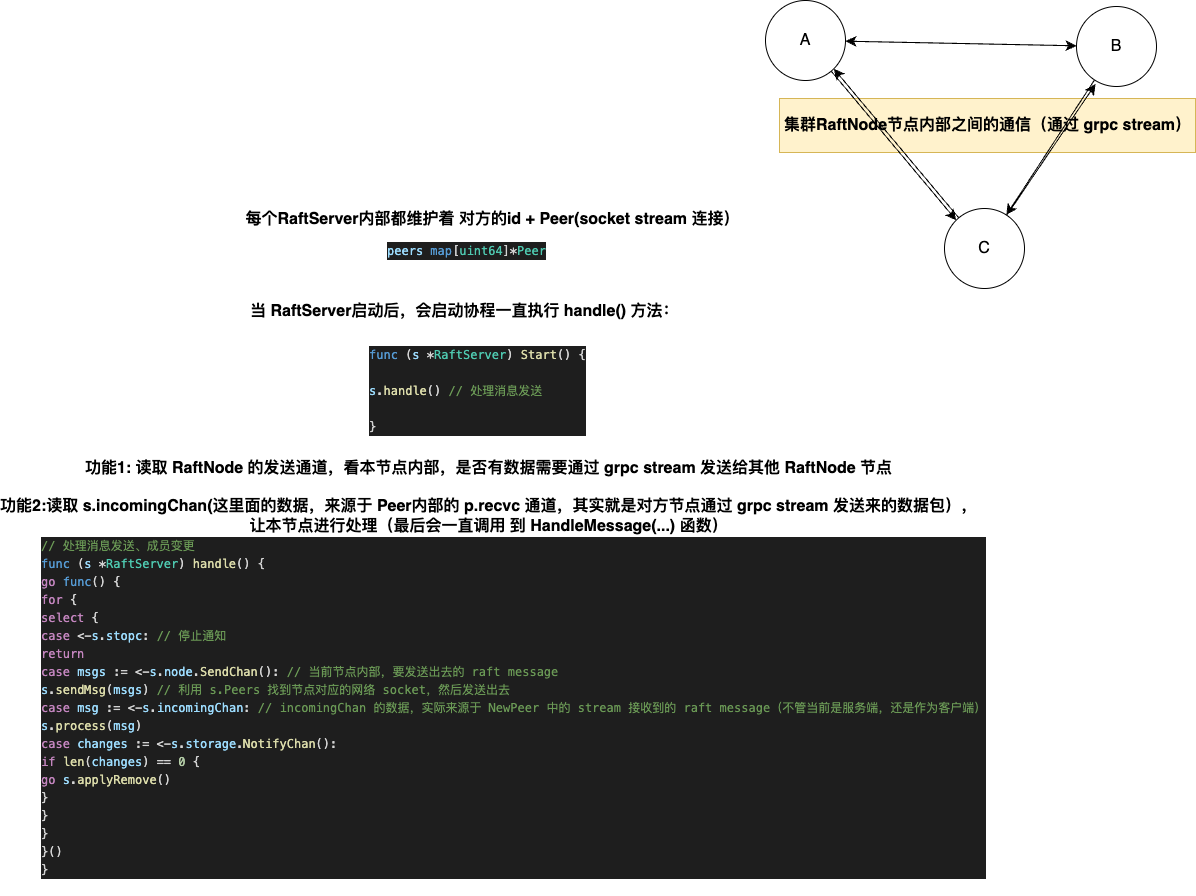 A
B
集群RaftNode节点内部之间的通信（通过 grpc stream）
C
每个RaftServer内部都维护着 对方的id + Peer(socket stream 连接）
peers map[uint64]*Peer
当 RaftServer启动后，会启动协程一直执行 handle() 方法：
func (s *RaftServer) Start() {
s.handle() // 处理消息发送
}
功能1: 读取 RaftNode 的发送通道，看本节点内部，是否有数据需要通过 grpc stream 发送给其他 RaftNode 节点
功能2:读取 s.incomingChan(这里面的数据，来源于 Peer内部的 p.recvc 通道，其实就是对方节点通过 grpc stream 发送来的数据包），
让本节点进行处理（最后会一直调用 到 HandleMessage(...) 函数）
// 处理消息发送、成员变更
func (s *RaftServer) handle() {
go func() {
for {
select {
case <-s.stopc: // 停止通知
return
case msgs := <-s.node.SendChan(): // 当前节点内部，要发送出去的 raft message
s.sendMsg(msgs) // 利用 s.Peers 找到节点对应的网络 socket，然后发送出去
case msg := <-s.incomingChan: // incomingChan 的数据，实际来源于 NewPeer 中的 stream 接收到的 raft message（不管当前是服务端，还是作为客户端）
s.process(msg)
case changes := <-s.storage.NotifyChan():
if len(changes) == 0 {
go s.applyRemove()
}
}
}
}()
}